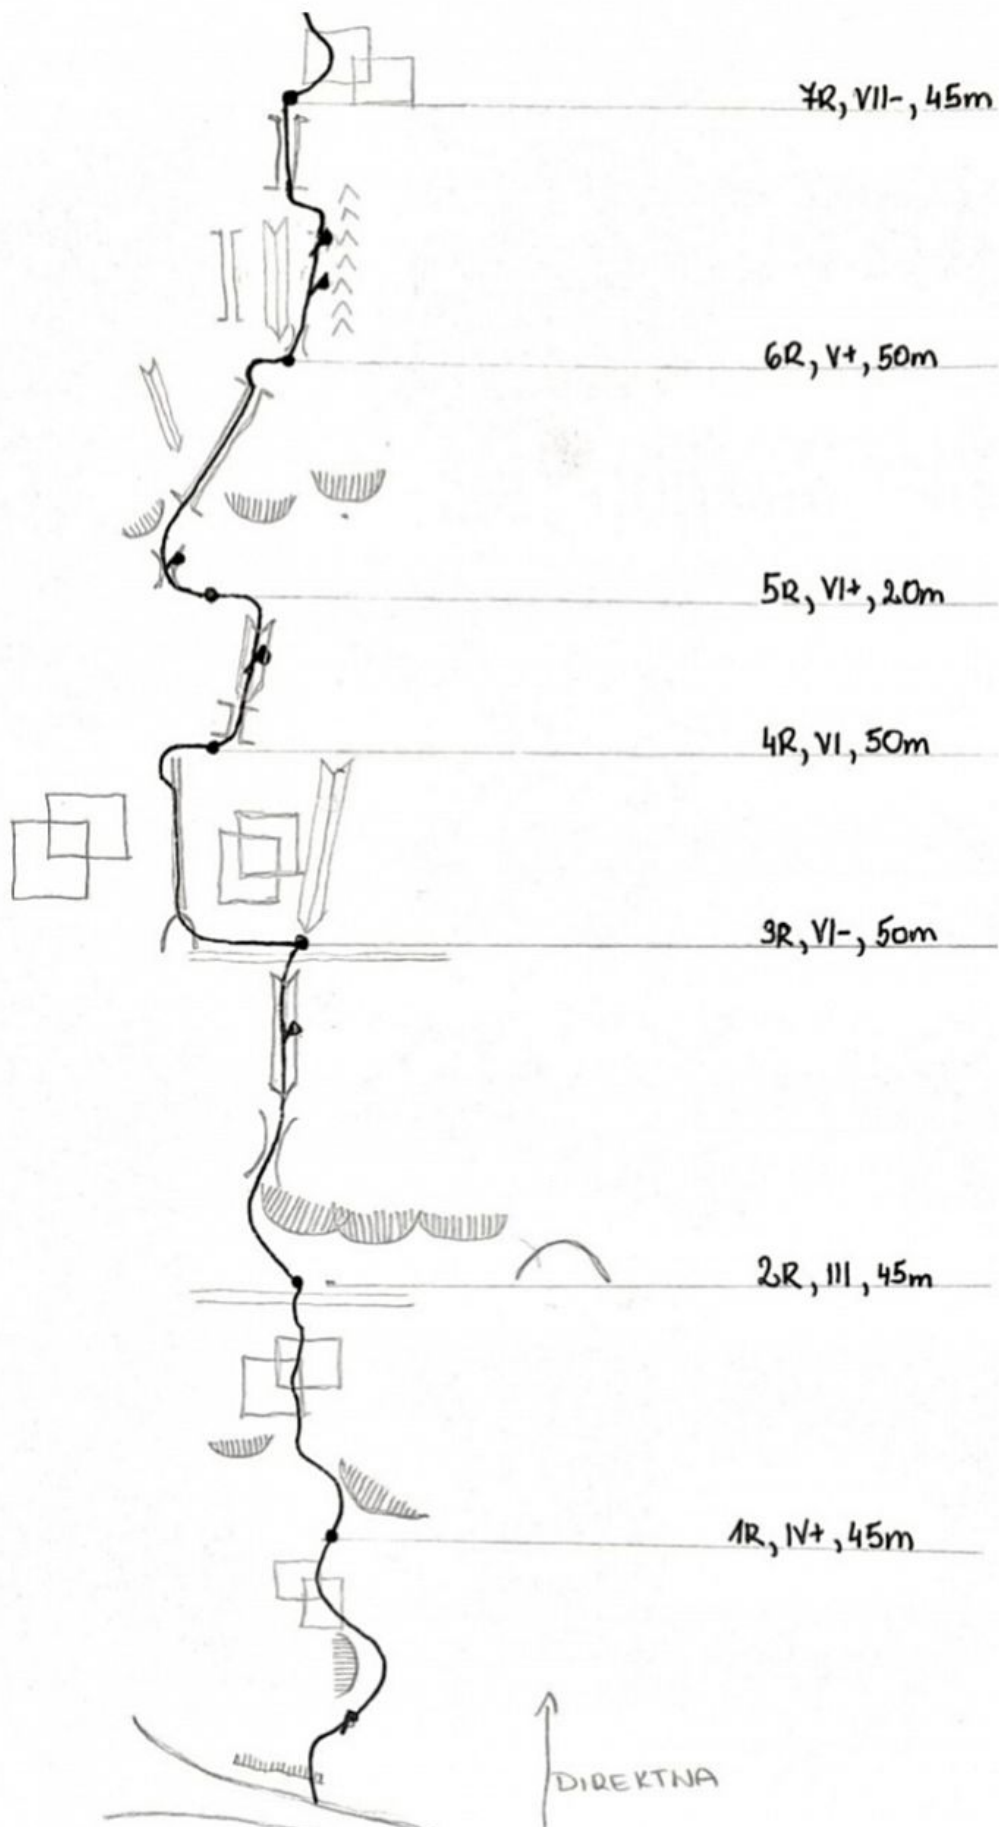 7R, VII-, 45m
6R, V+, 50m
5R, VI+, 20m
4R, VI, 50m
3R, VI-, 50m
2R, III, 45m
1R, IV+, 45m
DIREKTNA